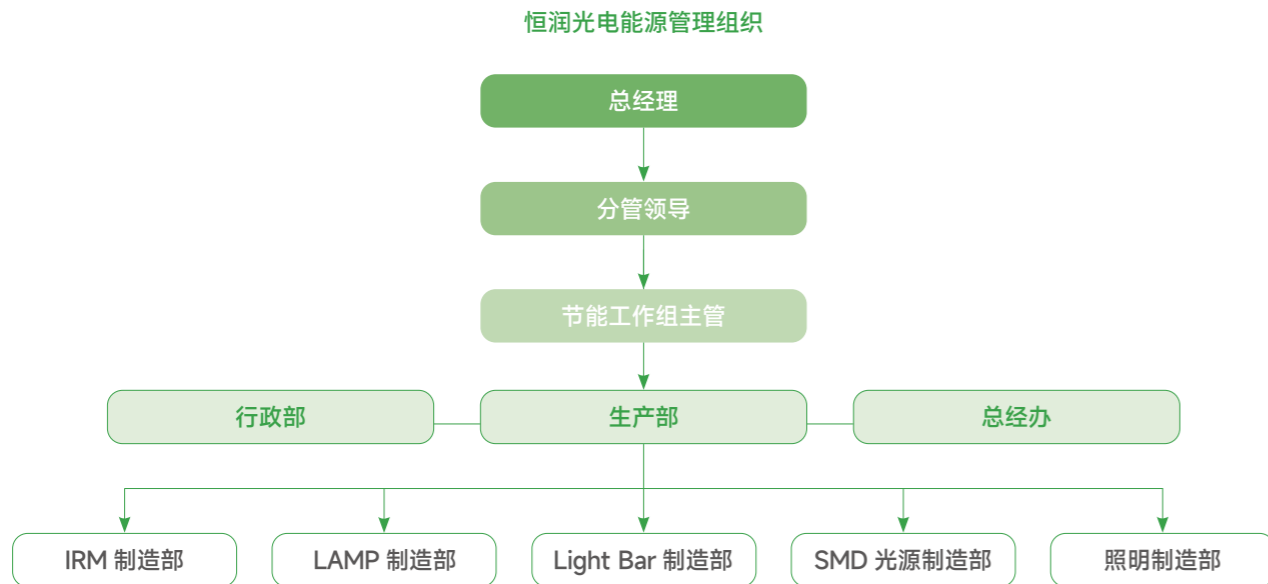 恒润光电能源管理组织
总经理
分管领导
节能工作组主管
行政部
生产部
总经办
IRM 制造部
LAMP 制造部
Light Bar 制造部
SMD 光源制造部
照明制造部